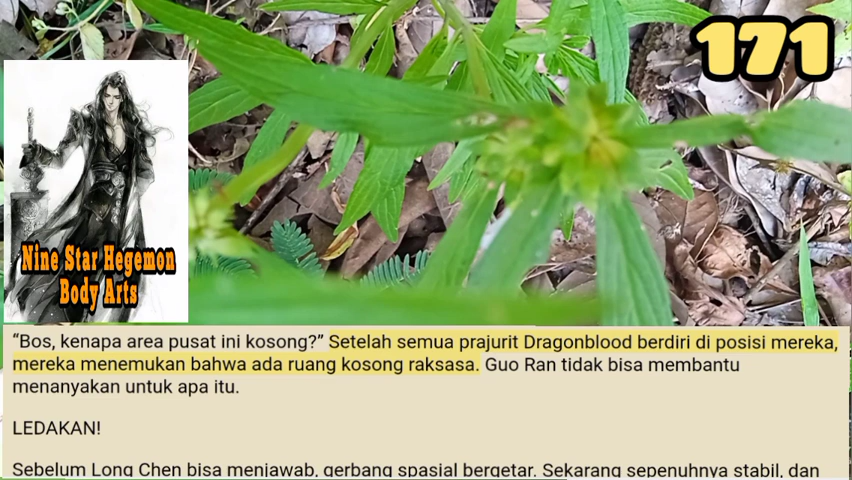 171
Nine Star Hegemon
Body Arts
“Bos, kenapa area pusat ini kosong?” Setelah semua prajurit Dragonblood berdiri di posisi mereka,
mereka menemukan bahwa ada ruang kosong raksasa. Guo Ran tidak bisa membantu
menanyakan untuk apa itu.
LEDAKAN!
Sebelum Long Chen bisa menjawab, gerbang spasial bergetar. Sekarang sepenuhnya stabil, dan